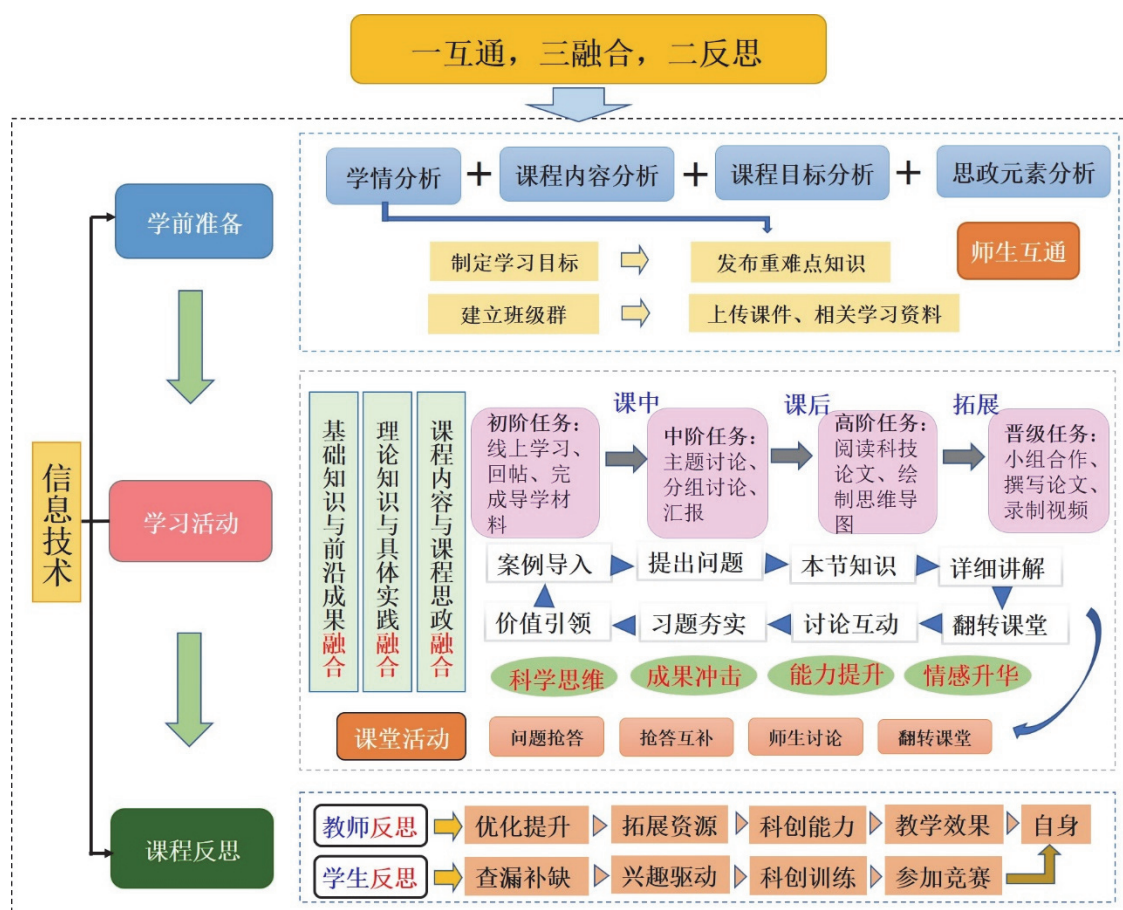 一互通，三融合，二反思
信息技术
学前准备
学情分析 + 课程内容分析 + 课程目标分析 + 思政元素分析
制定学习目标
发布重难点知识
师生互通
建立班级群
上传课件、相关学习资料
学习活动
基础知识与前沿成果融合
理论知识与具体实践融合
课程内容与课程思政融合
初阶任务：
线上学习、
回帖、完
成导学材
料
课中
中阶任务：
主题讨论、
分组讨论、
汇报
课后
高阶任务：
阅读科技
论文、绘
制思维导
图
拓展
晋级任务：
小组合作、
撰写论文、
录制视频
案例导入 提出问题 本节知识 详细讲解
价值引领 习题夯实 讨论互动 翻转课堂
科学思维 成果冲击 能力提升 情感升华
课堂活动 问题抢答 抢答互补 师生讨论 翻转课堂
课程反思
教师反思 优化提升 拓展资源 科创能力 教学效果 自身
学生反思 查漏补缺 兴趣驱动 科创训练 参加竞赛